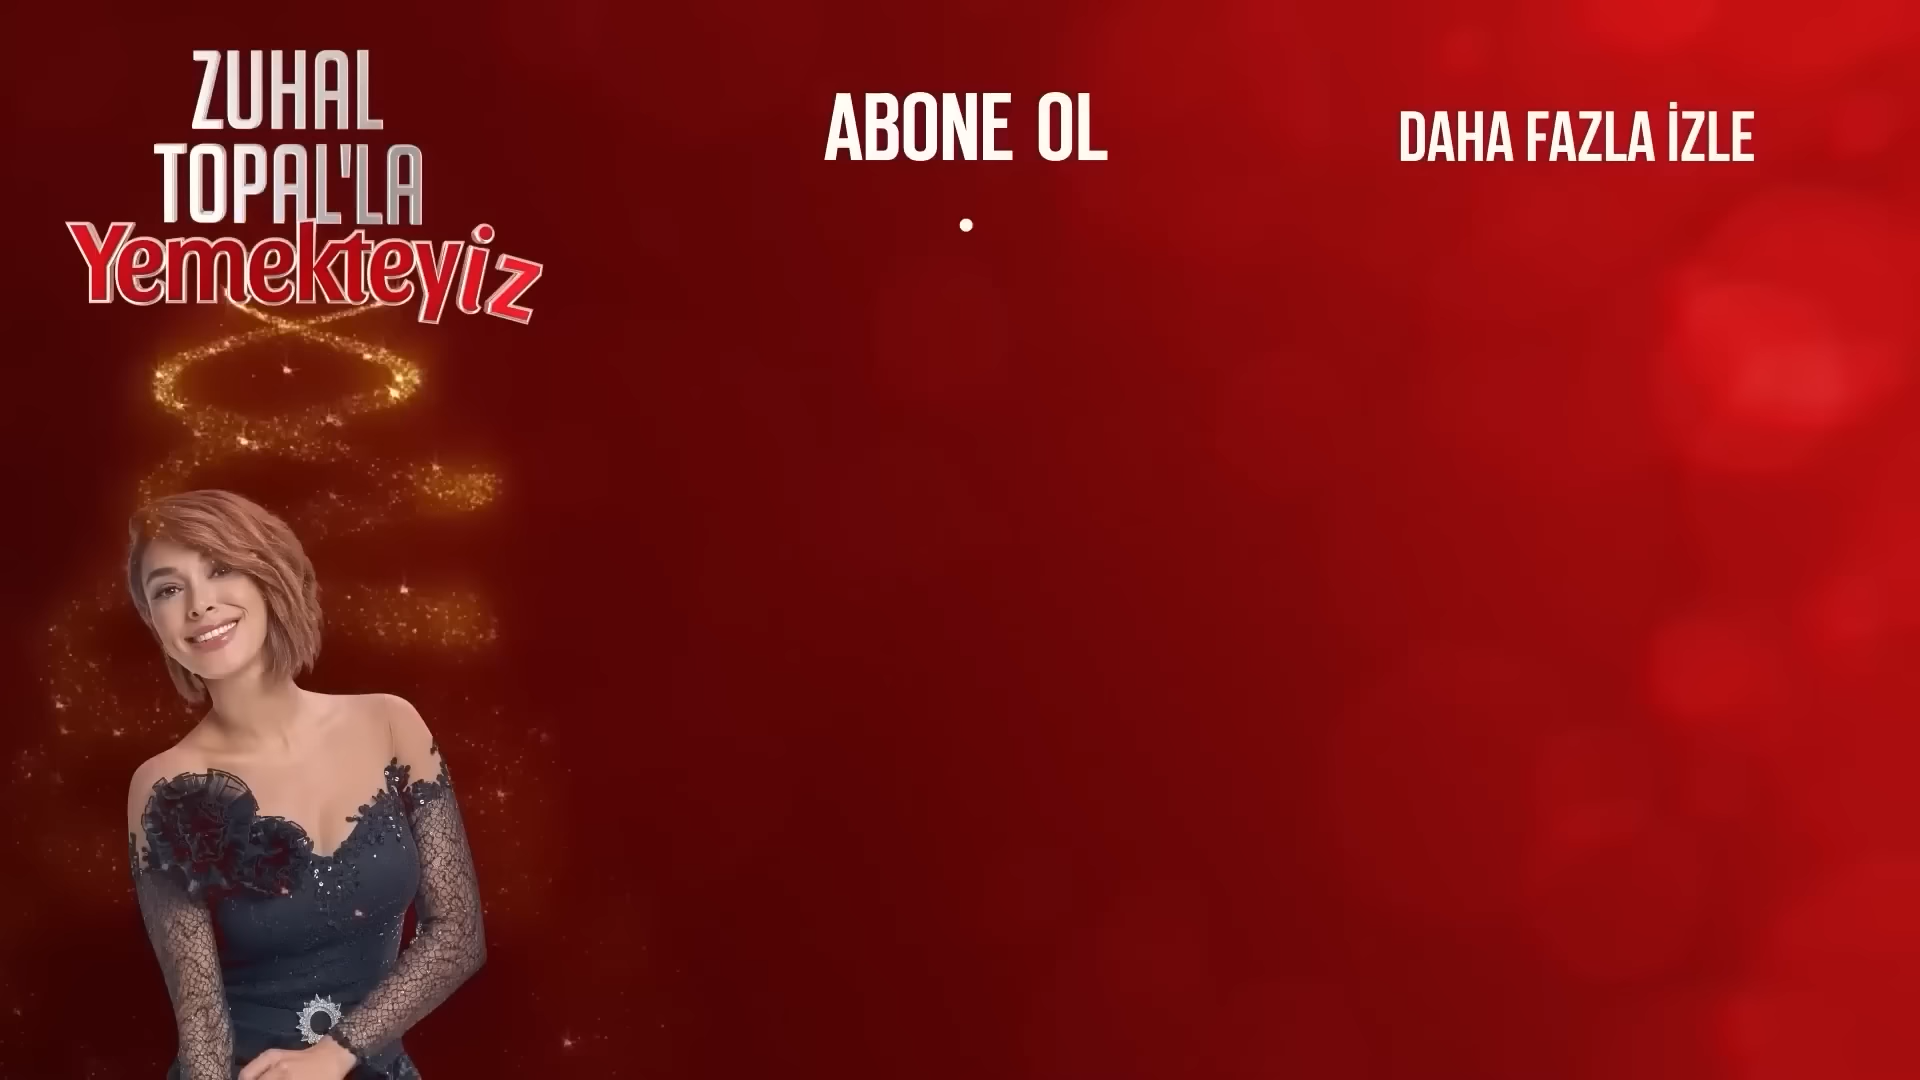 ZUHAL
TOPAL'LA
Yemekteyiz
ABONE OL
DAHA FAZLA İZLE